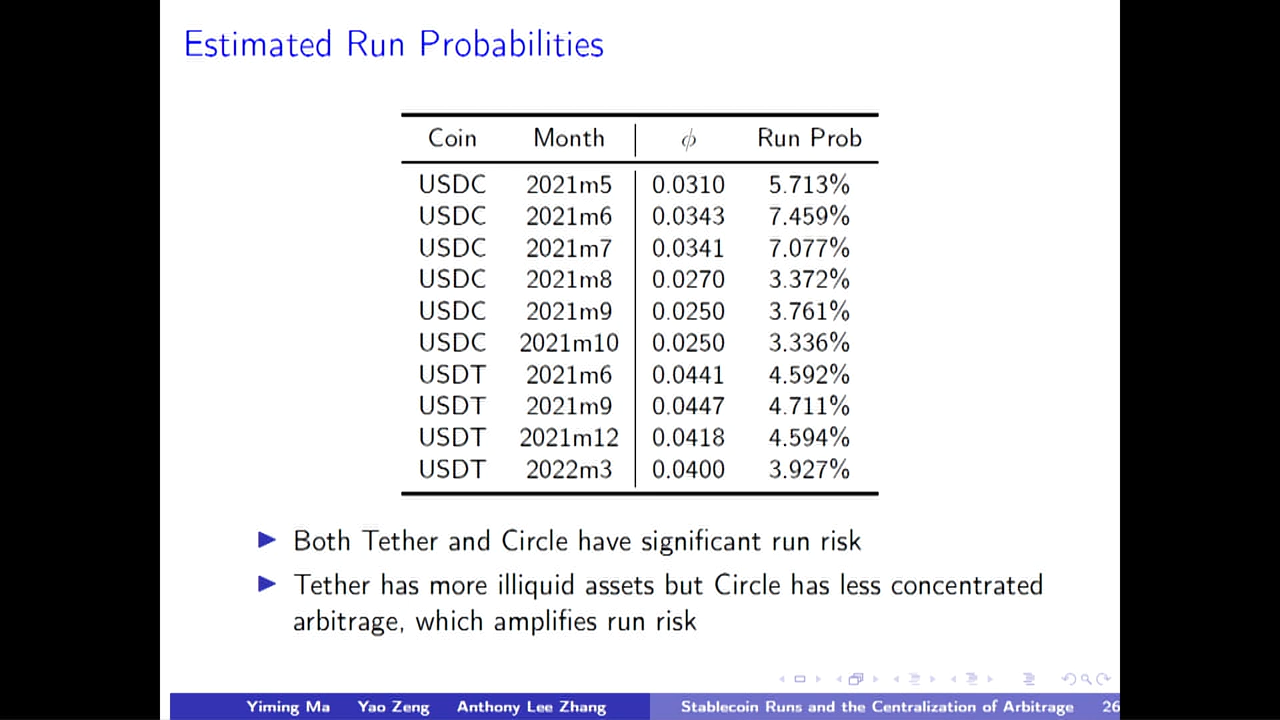 Estimated Run Probabilities
Coin Month ϕ Run Prob
USDC 2021m5 0.0310 5.713%
USDC 2021m6 0.0343 7.459%
USDC 2021m7 0.0341 7.077%
USDC 2021m8 0.0270 3.372%
USDC 2021m9 0.0250 3.761%
USDC 2021m10 0.0250 3.336%
USDT 2021m6 0.0441 4.592%
USDT 2021m9 0.0447 4.711%
USDT 2021m12 0.0418 4.594%
USDT 2022m3 0.0400 3.927%
Both Tether and Circle have significant run risk
Tether has more illiquid assets but Circle has less concentrated
arbitrage, which amplifies run risk
Yiming Ma Yao Zeng Anthony Lee Zhang Stablecoin Runs and the Centralization of Arbitrage 26